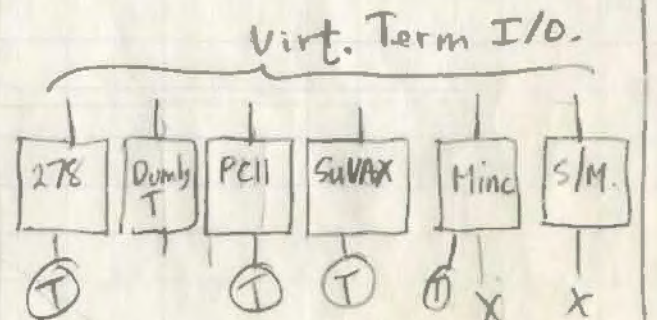 Virt. Term I/O.
278 Dumb T PC11 SuVAX Minc S/M.
T T T T X X